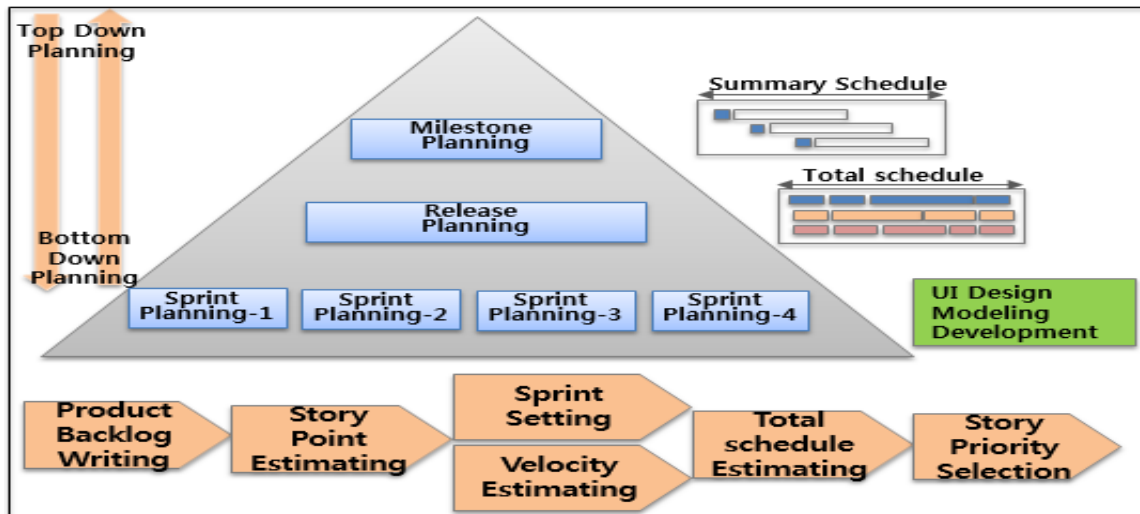 Top Down
Planning
Summary Schedule
Milestone
Planning
Total schedule
Release
Planning
Bottom
Down
Planning
Sprint
Planning-1
Sprint
Planning-2
Sprint
Planning-3
Sprint
Planning-4
UI Design
Modeling
Development
Product
Backlog
Writing
Story
Point
Estimating
Sprint
Setting
Velocity
Estimating
Total
schedule
Estimating
Story
Priority
Selection